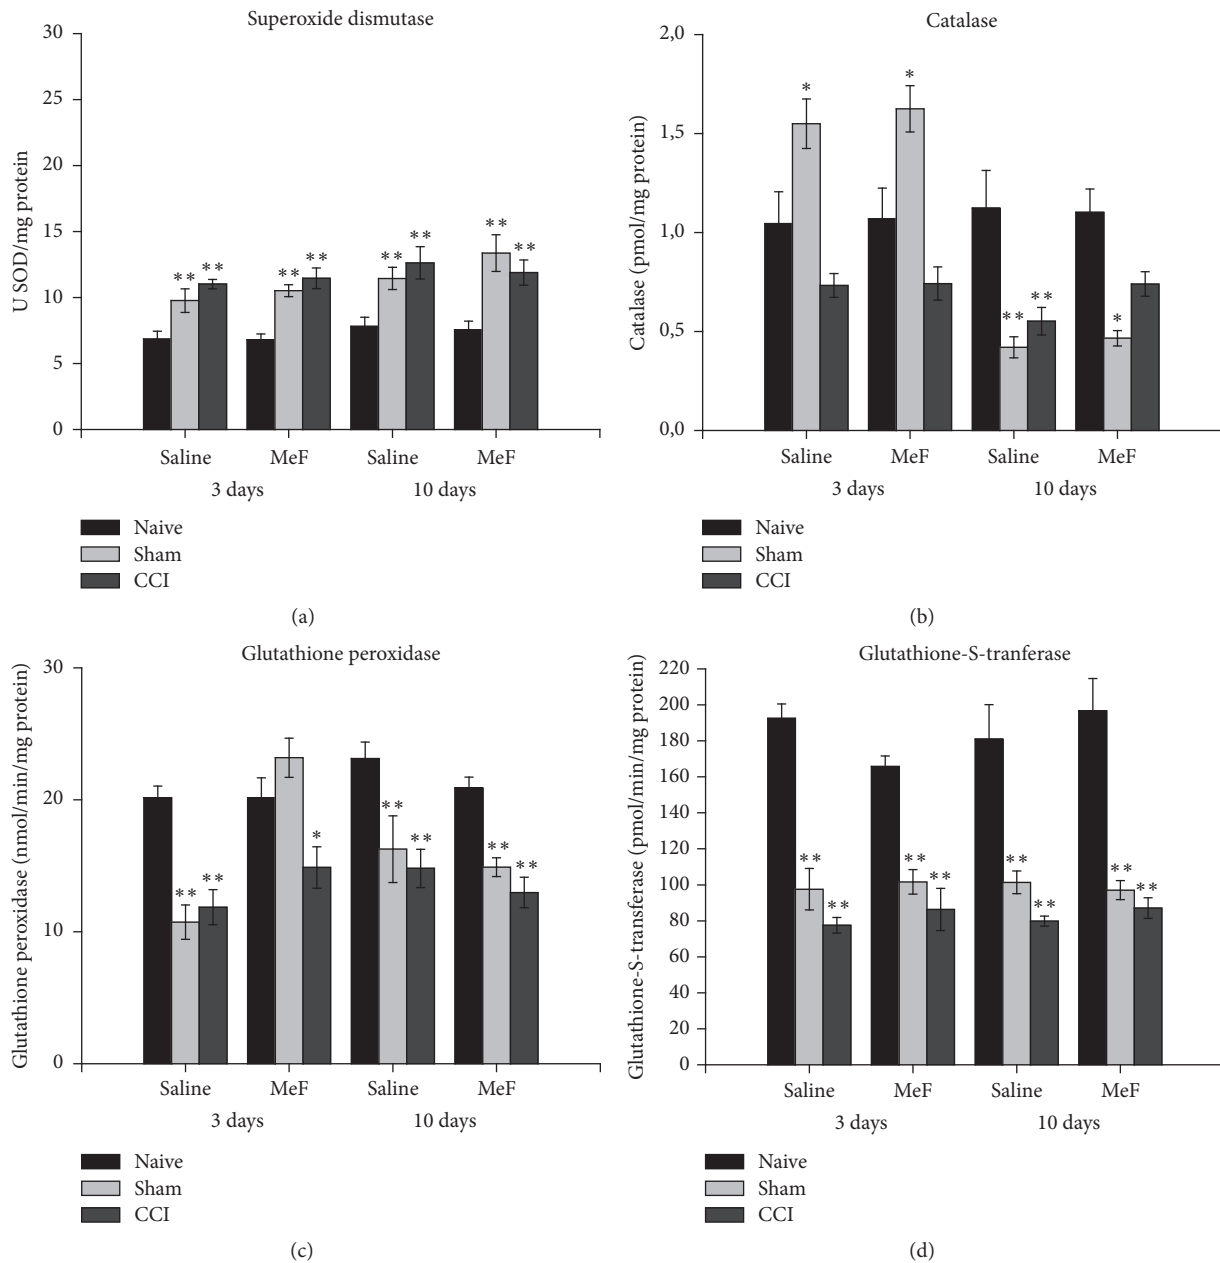 Superoxide dismutase
30
25
20
15
10
5
0
U SOD/mg protein
** ** ** ** ** ** ** **
Saline MeF Saline MeF
3 days 10 days
Naive
Sham
CCI
(a)
Catalase
2,0
1,5
1,0
0,5
0,0
Catalase (pmol/mg protein)
* * ** ** *
Saline MeF Saline MeF
3 days 10 days
Naive
Sham
CCI
(b)
Glutathione peroxidase
30
20
10
0
Glutathione peroxidase (nmol/min/mg protein)
** ** * ** ** ** **
Saline MeF Saline MeF
3 days 10 days
Naive
Sham
CCI
(c)
Glutathione-S-tranferase
220
200
180
160
140
120
100
80
60
40
20
0
Glutathione-S-transferase (pmol/min/mg protein)
** ** ** ** ** ** ** **
Saline MeF Saline MeF
3 days 10 days
Naive
Sham
CCI
(d)